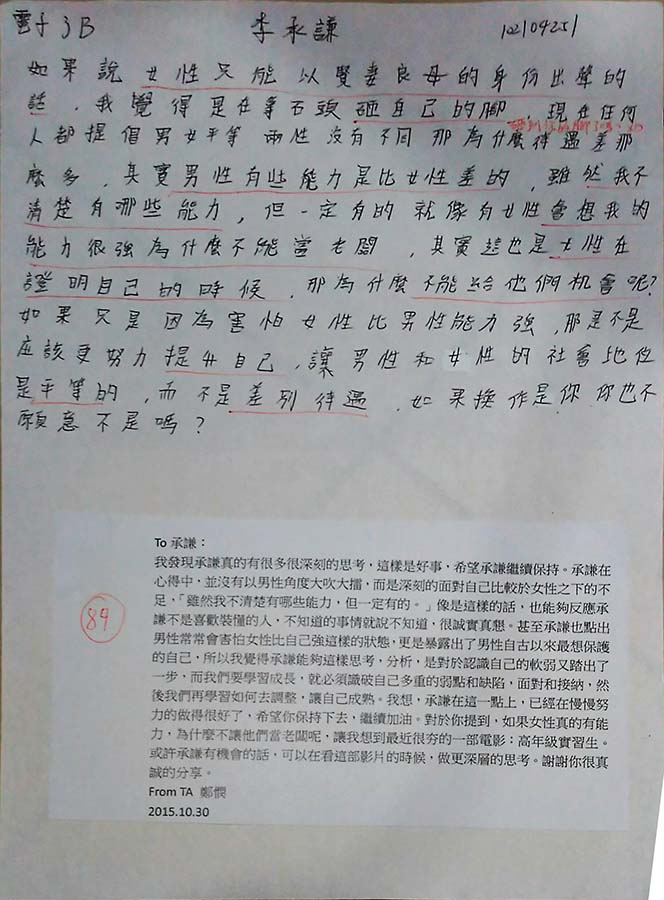 電子3B 李承謙 102104251
如果說女性只能以賢妻良母的身份出聲的
話，我覺得是在拿石頭砸自己的腳，現在任何
人都提倡男女平等 兩性沒有不同 那為什麼待遇差那
麼多，其實男性有些能力是比女性差的，雖然我不
清楚有哪些能力，但一定有的 就像有女性會想我的
能力很強為什麼不能當老闆，其實這也是女性在
證明自己的時候，那為什麼不能給他們機會呢?
如果只是因為害怕女性比男性能力強，那是不是
應該更努力提升自己，讓男性和女性的社會地位
是平等的，而不是差別待遇，如果換作是你 你也不
願意不是嗎？
84
To 承謙：
我發現承謙真的有很多很深刻的思考，這樣是好事，希望承謙繼續保持。承謙在
心得中，並沒有以男性角度大吹大擂，而是深刻的面對自己比較於女性之下的不
足，「雖然我不清楚有哪些能力，但一定有的。」像是這樣的話，也能夠反應承
謙不是喜歡裝懂的人，不知道的事情就說不知道，很誠實真懇。甚至承謙也點出
男性常常會害怕女性比自己強這樣的狀態，更是暴露出了男性自古以來最想保護
的自己，所以我覺得承謙能夠這樣思考，分析，是對於認識自己的軟弱又踏出了
一步，而我們要學習成長，就必須識破自己多重的弱點和缺陷，面對和接納，然
後我們再學習如何去調整，讓自己成熟。我想，承謙在這一點上，已經在慢慢努
力的做得很好了，希望你保持下去，繼續加油。對於你提到，如果女性真的有能
力，為什麼不讓他們當老闆呢，讓我想到最近很夯的一部電影：高年級實習生。
或許承謙有機會的話，可以在看這部影片的時候，做更深層的思考。謝謝你很真
誠的分享。
From TA 鄭憫
2015.10.30